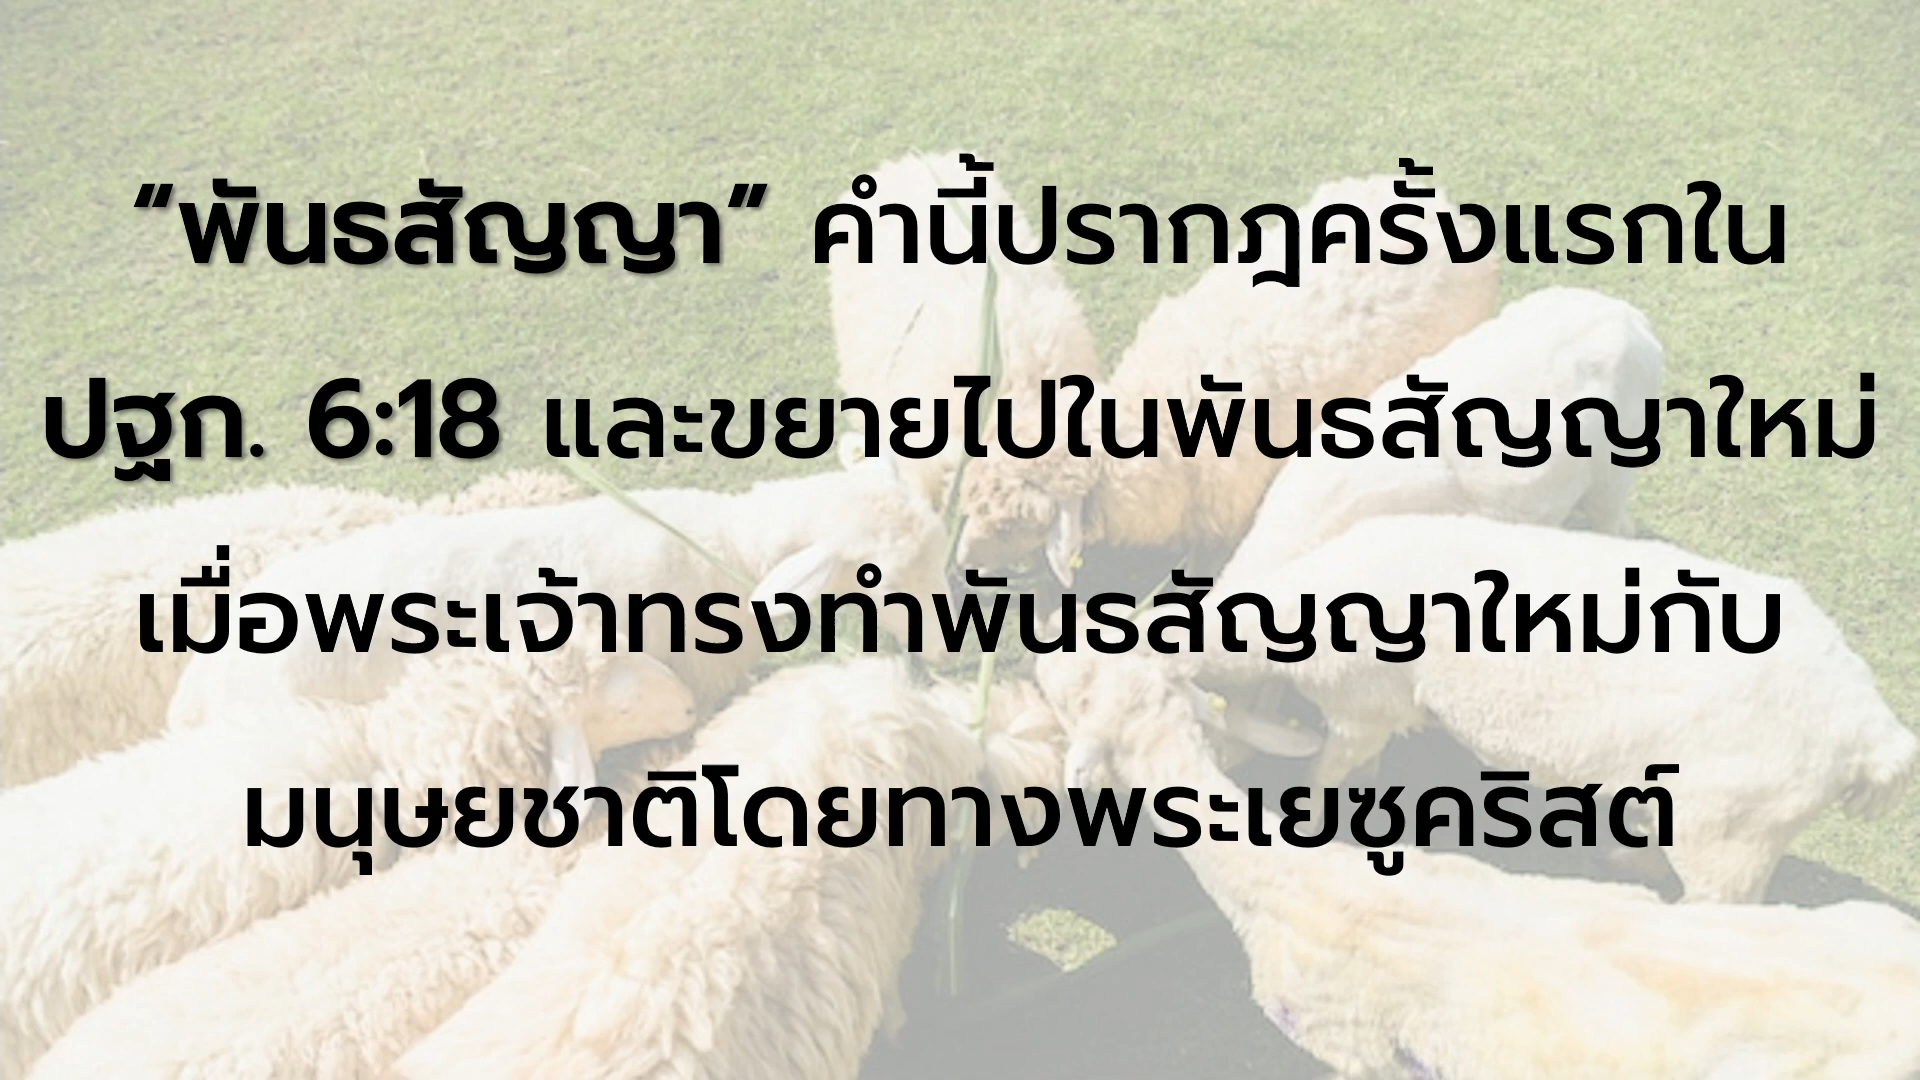 “พันธสัญญา” คำนี้ปรากฎครั้งแรกใน
ปฐก. 6:18 และขยายไปในพันธสัญญาใหม่
เมื่อพระเจ้าทรงทำพันธสัญญาใหม่กับ
มนุษยชาติโดยทางพระเยซูคริสต์